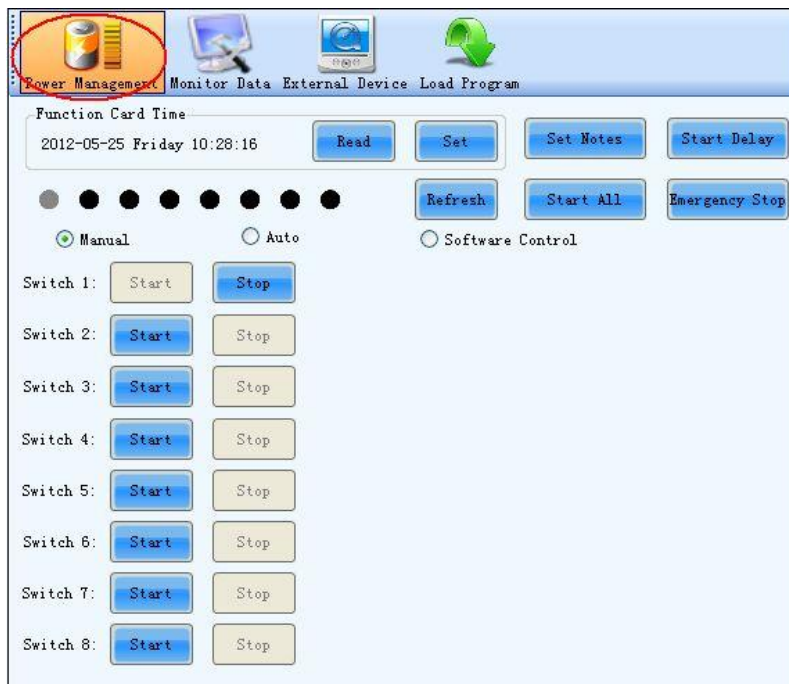 Power Management Monitor Data External Device Load Program
Function Card Time
2012-05-25 Friday 10:28:16 Read Set Set Notes Start Delay
Refresh Start All Emergency Stop
Manual Auto Software Control
Switch 1: Start Stop
Switch 2: Start Stop
Switch 3: Start Stop
Switch 4: Start Stop
Switch 5: Start Stop
Switch 6: Start Stop
Switch 7: Start Stop
Switch 8: Start Stop